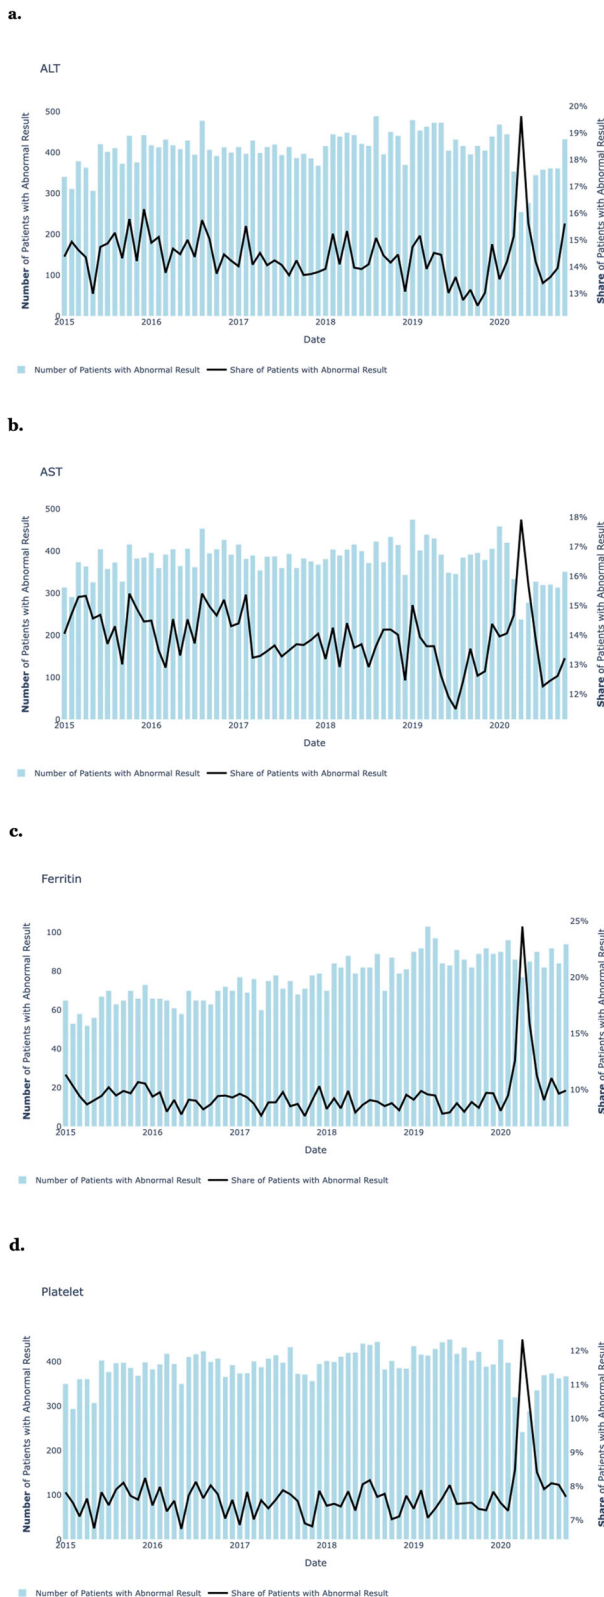 a.
ALT
Number of Patients with Abnormal Result
500
400
300
200
100
0
20%
19%
18%
17%
16%
15%
14%
13%
Share of Patients with Abnormal Result
2015 2016 2017 2018 2019 2020
Date
Number of Patients with Abnormal Result Share of Patients with Abnormal Result
b.
AST
Number of Patients with Abnormal Result
500
400
300
200
100
0
18%
17%
16%
15%
14%
13%
12%
Share of Patients with Abnormal Result
2015 2016 2017 2018 2019 2020
Date
Number of Patients with Abnormal Result Share of Patients with Abnormal Result
c.
Ferritin
Number of Patients with Abnormal Result
100
80
60
40
20
0
25%
20%
15%
10%
Share of Patients with Abnormal Result
2015 2016 2017 2018 2019 2020
Date
Number of Patients with Abnormal Result Share of Patients with Abnormal Result
d.
Platelet
Number of Patients with Abnormal Result
400
300
200
100
0
12%
11%
10%
9%
8%
7%
Share of Patients with Abnormal Result
2015 2016 2017 2018 2019 2020
Date
Number of Patients with Abnormal Result Share of Patients with Abnormal Result